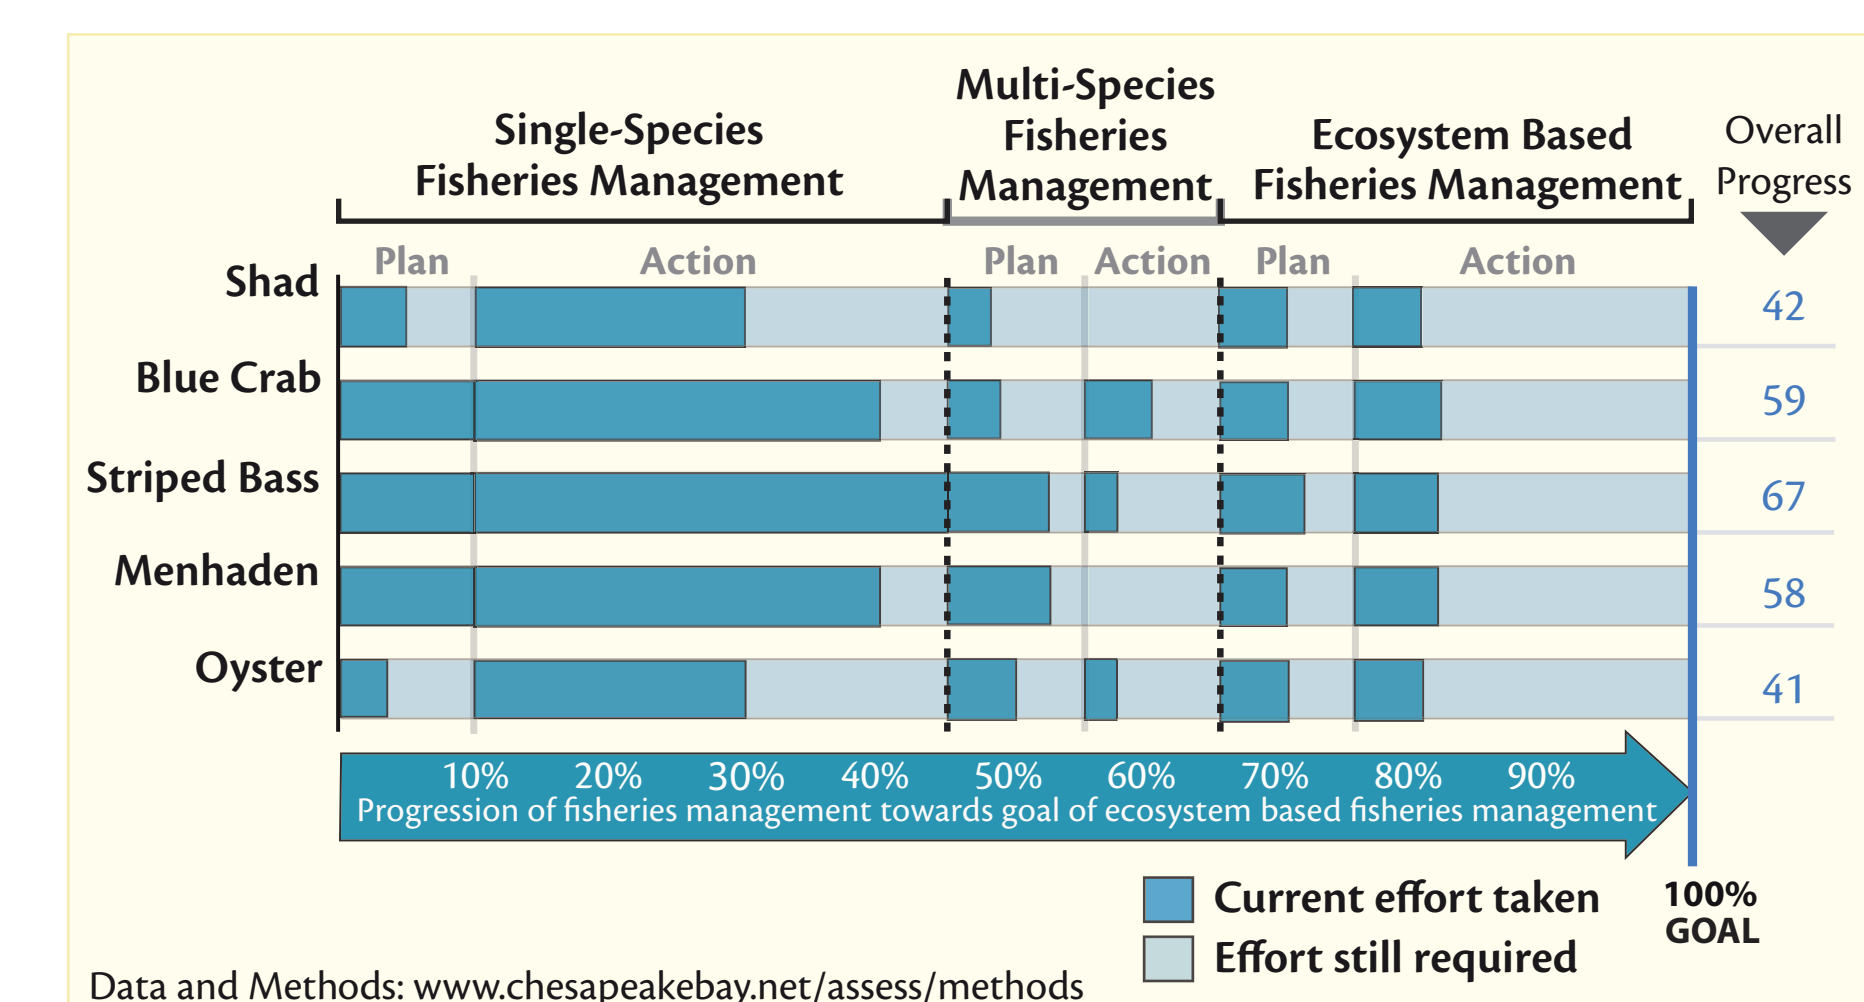 Single-Species
Fisheries Management
Multi-Species
Fisheries
Management
Ecosystem Based
Fisheries Management
Overall
Progress
Plan Action Plan Action Plan Action
Shad 42
Blue Crab 59
Striped Bass 67
Menhaden 58
Oyster 41
10% 20% 30% 40% 50% 60% 70% 80% 90%
Progression of fisheries management towards goal of ecosystem based fisheries management
Current effort taken
Effort still required
100%
GOAL
Data and Methods: www.chesapeakebay.net/assess/methods